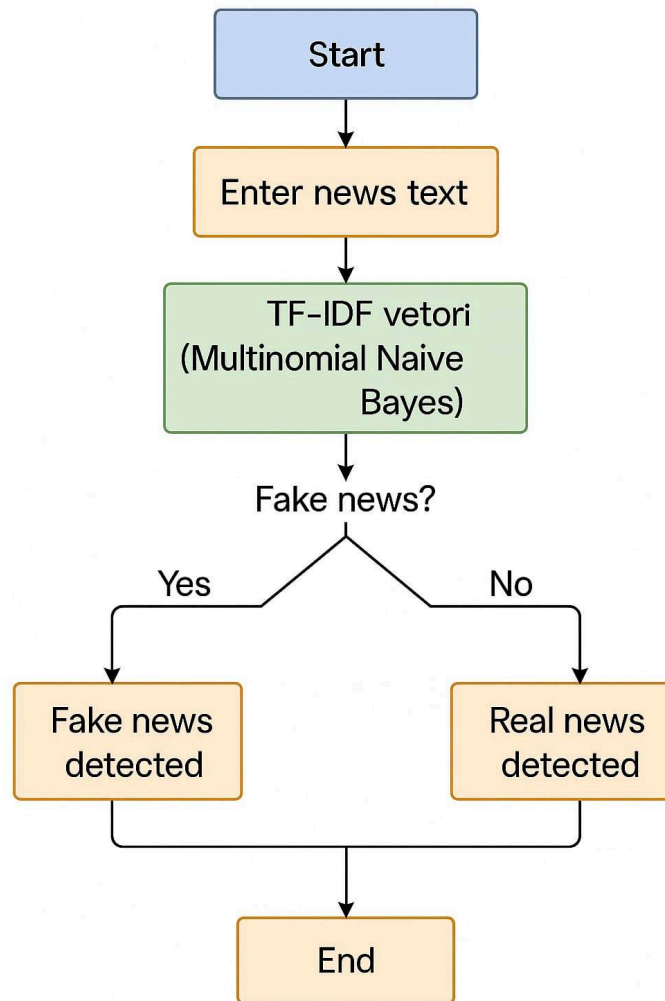 Start
Enter news text
TF-IDF vetori
(Multinomial Naive
Bayes)
Fake news?
Yes
No
Fake news
detected
Real news
detected
End